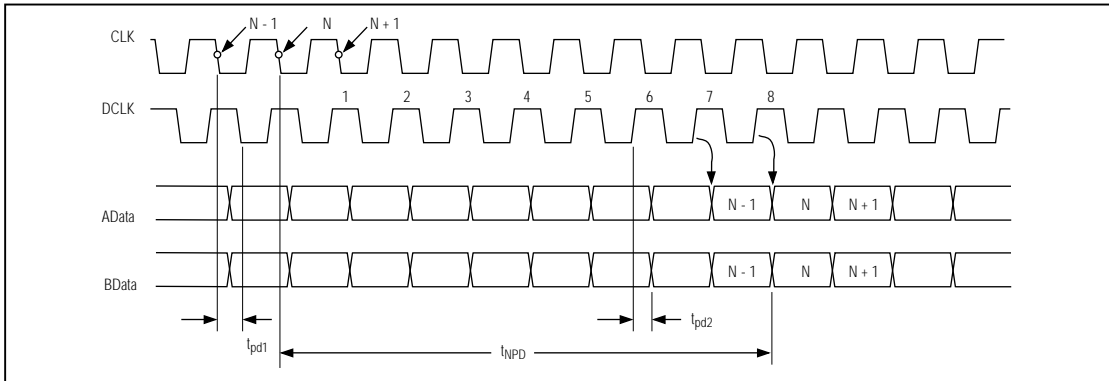 N - 1 N N + 1
CLK
DCLK
1 2 3 4 5 6 7 8
AData
N - 1 N N + 1
BData
N - 1 N N + 1
tpd1
tNPD
tpd2